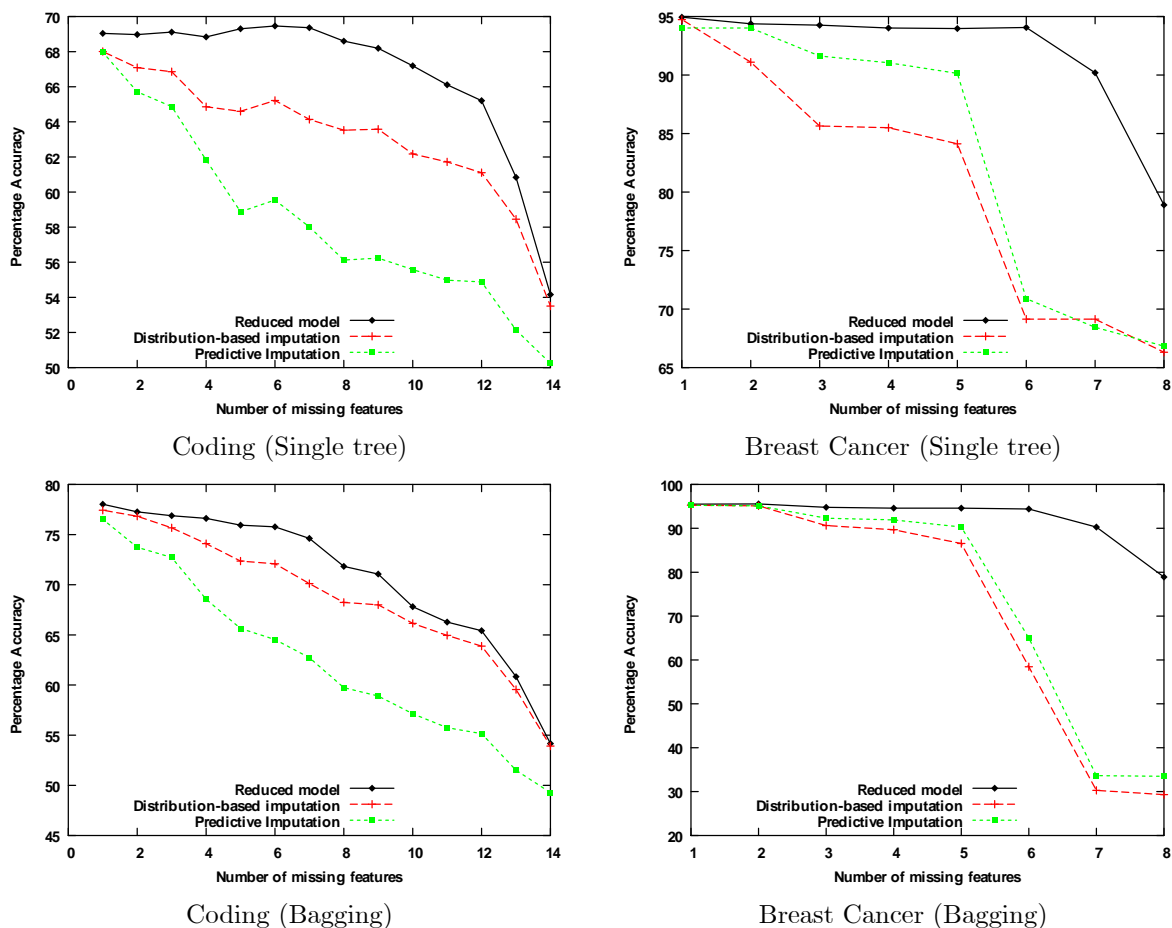 70
68
66
64
62
60
58
56
54
52
50
Percentage Accuracy
Reduced model
Distribution-based imputation
Predictive Imputation
0 2 4 6 8 10 12 14
Number of missing features
Coding (Single tree)
95
90
85
80
75
70
65
Percentage Accuracy
Reduced model
Distribution-based imputation
Predictive Imputation
1 2 3 4 5 6 7 8
Number of missing features
Breast Cancer (Single tree)
80
75
70
65
60
55
50
45
Percentage Accuracy
Reduced model
Distribution-based imputation
Predictive Imputation
0 2 4 6 8 10 12 14
Number of missing features
Coding (Bagging)
100
90
80
70
60
50
40
30
20
Percentage Accuracy
Reduced model
Distribution-based imputation
Predictive Imputation
1 2 3 4 5 6 7 8
Number of missing features
Breast Cancer (Bagging)